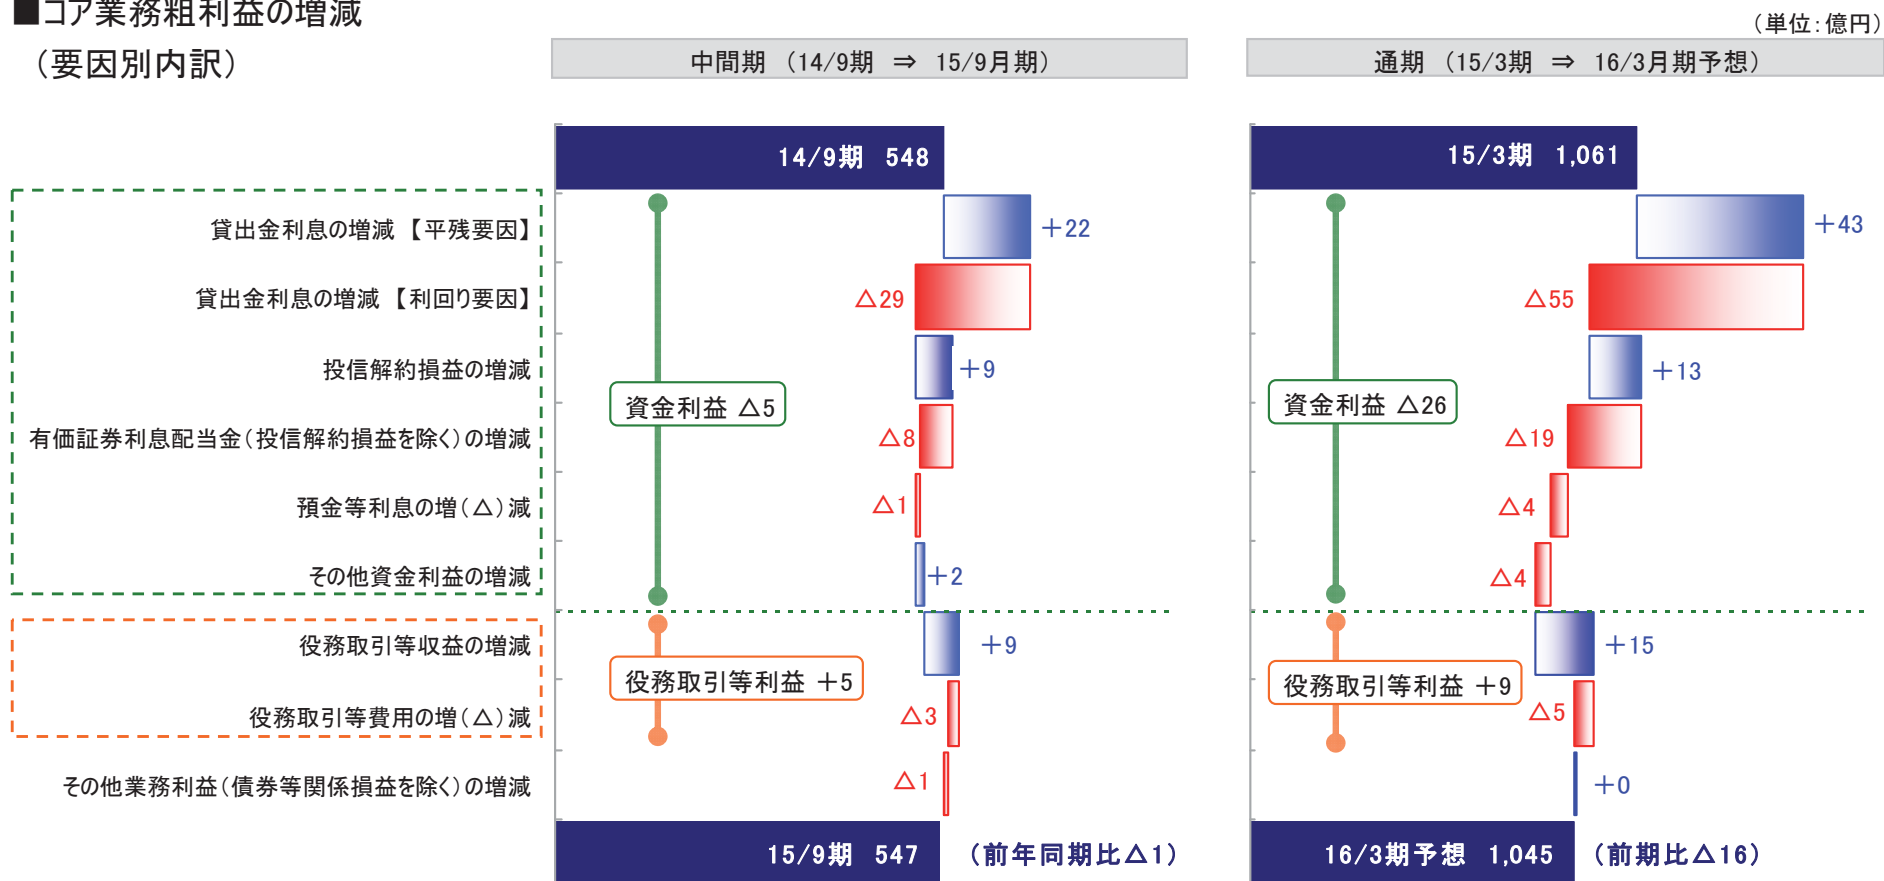 ■コア業務粗利益の増減
（要因別内訳）
（単位：億円）
中間期 （14/9期 ⇒ 15/9月期）
通期 （15/3期 ⇒ 16/3月期予想）
14/9期 548
15/3期 1,061
貸出金利息の増減【平残要因】
+22
+43
貸出金利息の増減【利回り要因】
△29
△55
投信解約損益の増減
+9
+13
資金利益 △5
資金利益 △26
有価証券利息配当金（投信解約損益を除く）の増減
△8
△19
預金等利息の増（△）減
△1
△4
その他資金利益の増減
+2
△4
役務取引等収益の増減
+9
+15
役務取引等利益 +5
役務取引等利益 +9
役務取引等費用の増（△）減
△3
△5
その他業務利益（債券等関係損益を除く）の増減
△1
+0
15/9期 547 （前年同期比△1）
16/3期予想 1,045 （前期比△16）